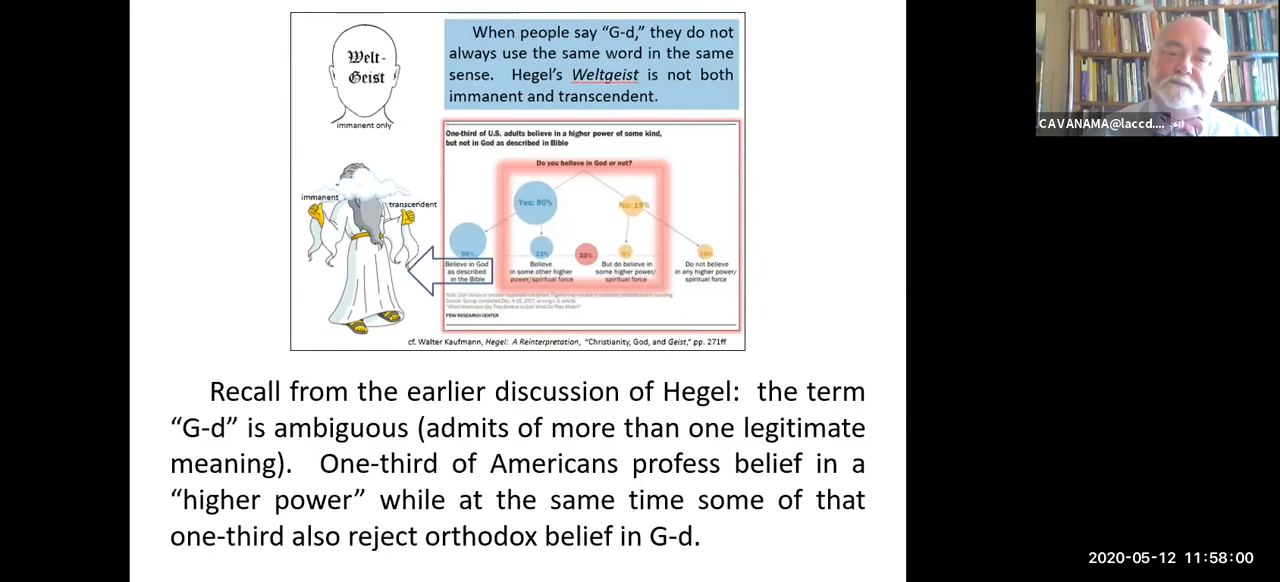 Welt-
Geist
immanent only
When people say “G-d,” they do not
always use the same word in the same
sense. Hegel’s Weltgeist is not both
immanent and transcendent.
One-third of U.S. adults believe in a higher power of some kind,
but not in God as described in Bible
Do you believe in God or not?
Yes: 80%
No: 19%
immanent
transcendent
33%
Believe in God
as described
in the Bible
Believe
in some other higher
power/spiritual force
But do believe in
some higher power/
spiritual force
Do not believe
in any higher power/
spiritual force
PEW RESEARCH CENTER
cf. Walter Kaufmann, Hegel: A Reinterpretation, “Christianity, God, and Geist,” pp. 271ff
Recall from the earlier discussion of Hegel: the term
“G-d” is ambiguous (admits of more than one legitimate
meaning). One-third of Americans profess belief in a
“higher power” while at the same time some of that
one-third also reject orthodox belief in G-d.
CAVANAMA@laccd....
2020-05-12 11:58:00